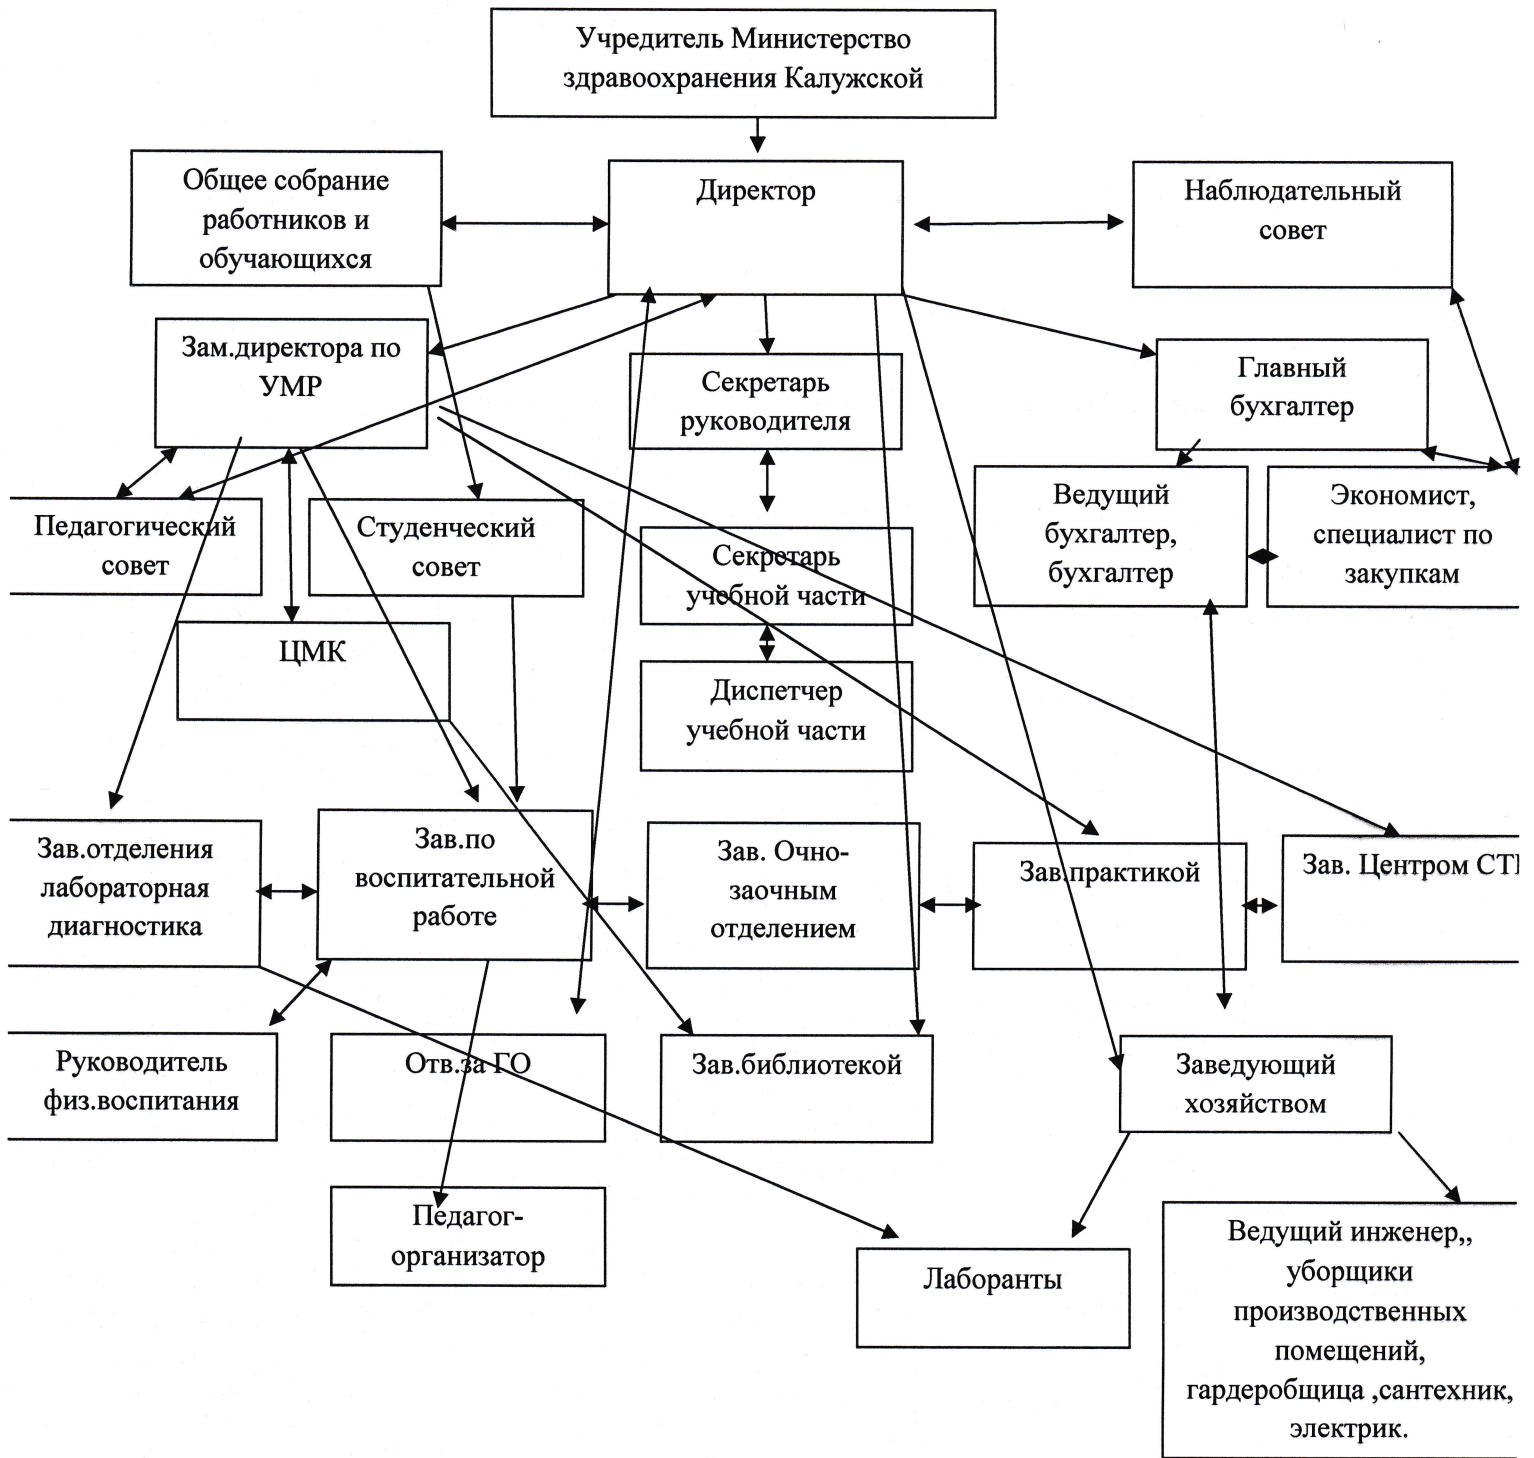 Учредитель Министерство
здравоохранения Калужской
Общее собрание
работников и
обучающихся
Директор
Наблюдательный
совет
Зам.директора по
УМР
Секретарь
руководителя
Главный
бухгалтер
Педагогический
совет
Студенческий
совет
Секретарь
учебной части
Ведущий
бухгалтер,
бухгалтер
Экономист,
специалист по
закупкам
ЦМК
Диспетчер
учебной части
Зав.отделения
лабораторная
диагностика
Зав.по
воспитательной
работе
Зав. Очно-
заочным
отделением
Зав.практикой
Зав. Центром
Руководитель
физ.воспитания
Отв.за ГО
Зав.библиотекой
Заведующий
хозяйством
Педагог-
организатор
Лаборанты
Ведущий инженер,,
уборщики
производственных
помещений,
гардеробщица ,сантехник,
электрик.